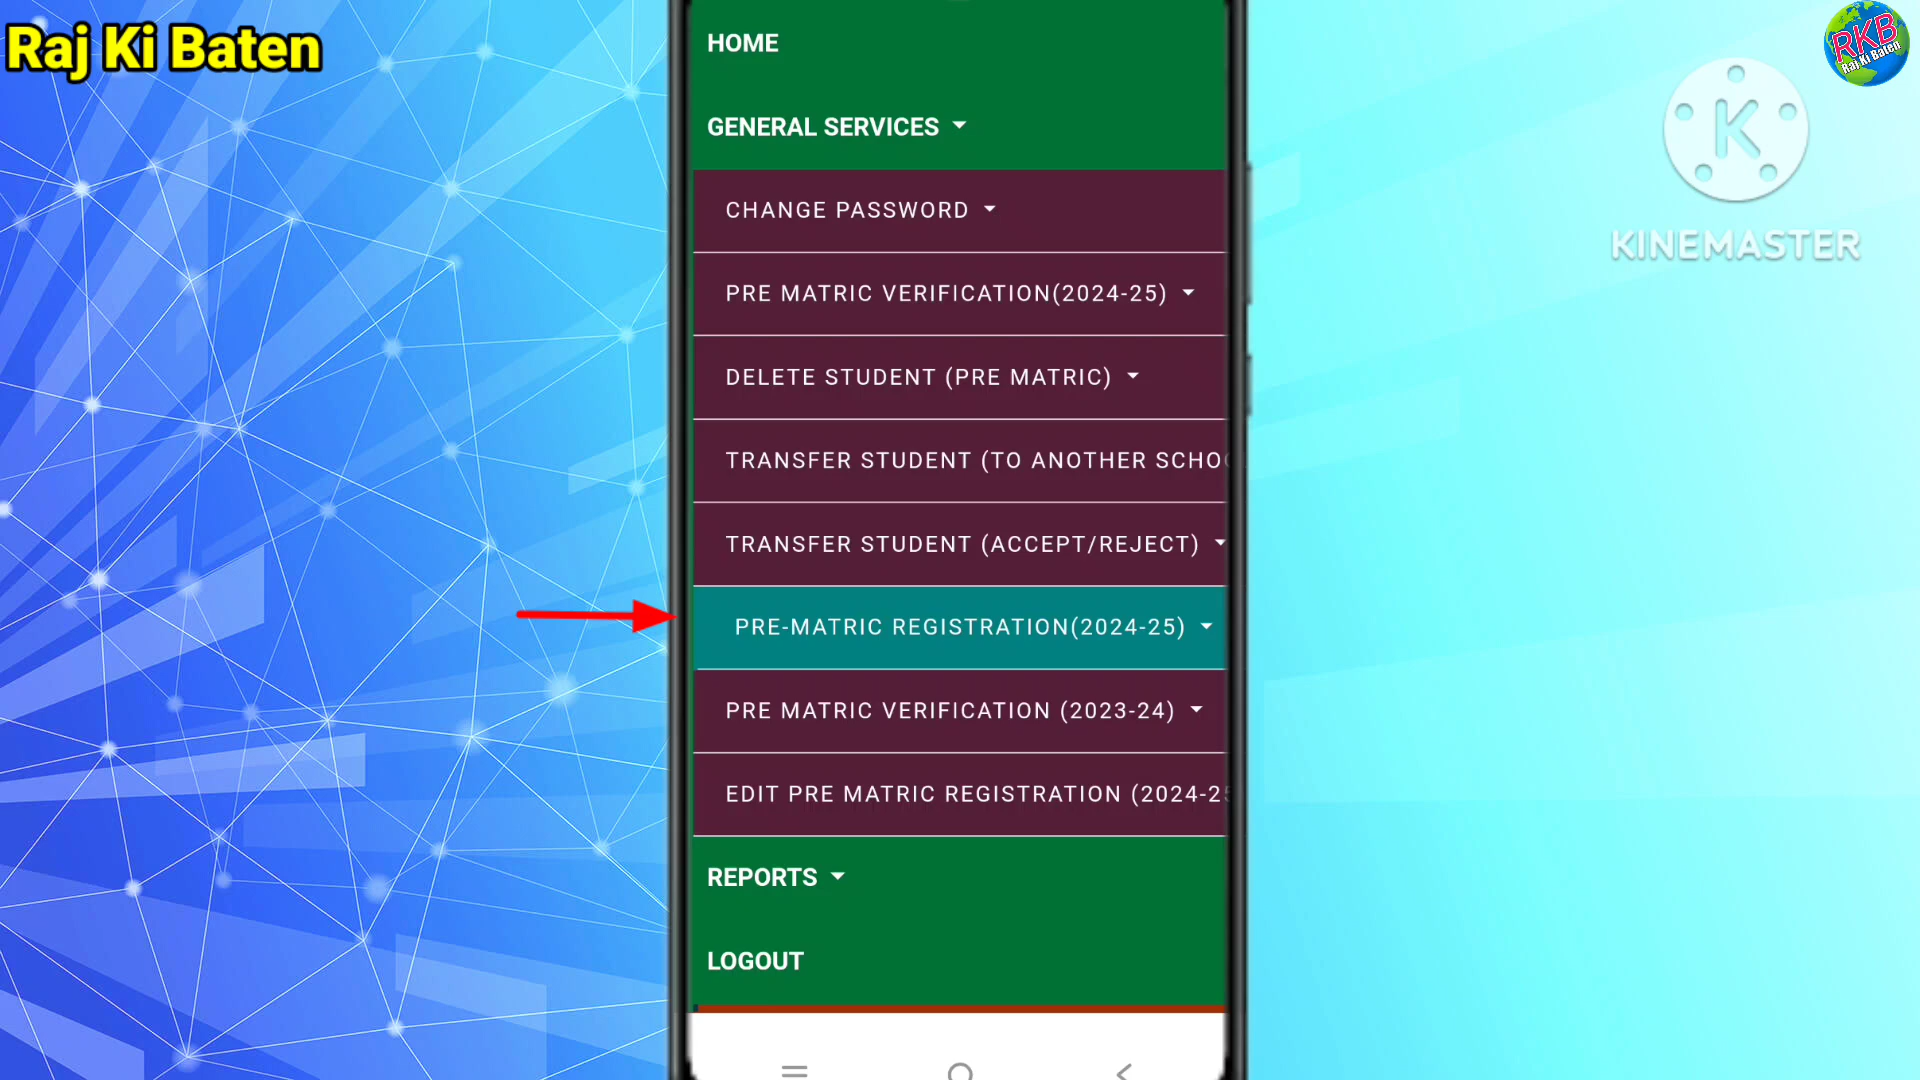 Raj Ki Baten
RKB
Raj Ki Baten
K
KINEMASTER
HOME
GENERAL SERVICES
CHANGE PASSWORD
PRE MATRIC VERIFICATION(2024-25)
DELETE STUDENT (PRE MATRIC)
TRANSFER STUDENT (TO ANOTHER SCHOO
TRANSFER STUDENT (ACCEPT/REJECT)
PRE-MATRIC REGISTRATION(2024-25)
PRE MATRIC VERIFICATION (2023-24)
EDIT PRE MATRIC REGISTRATION (2024-25
REPORTS
LOGOUT